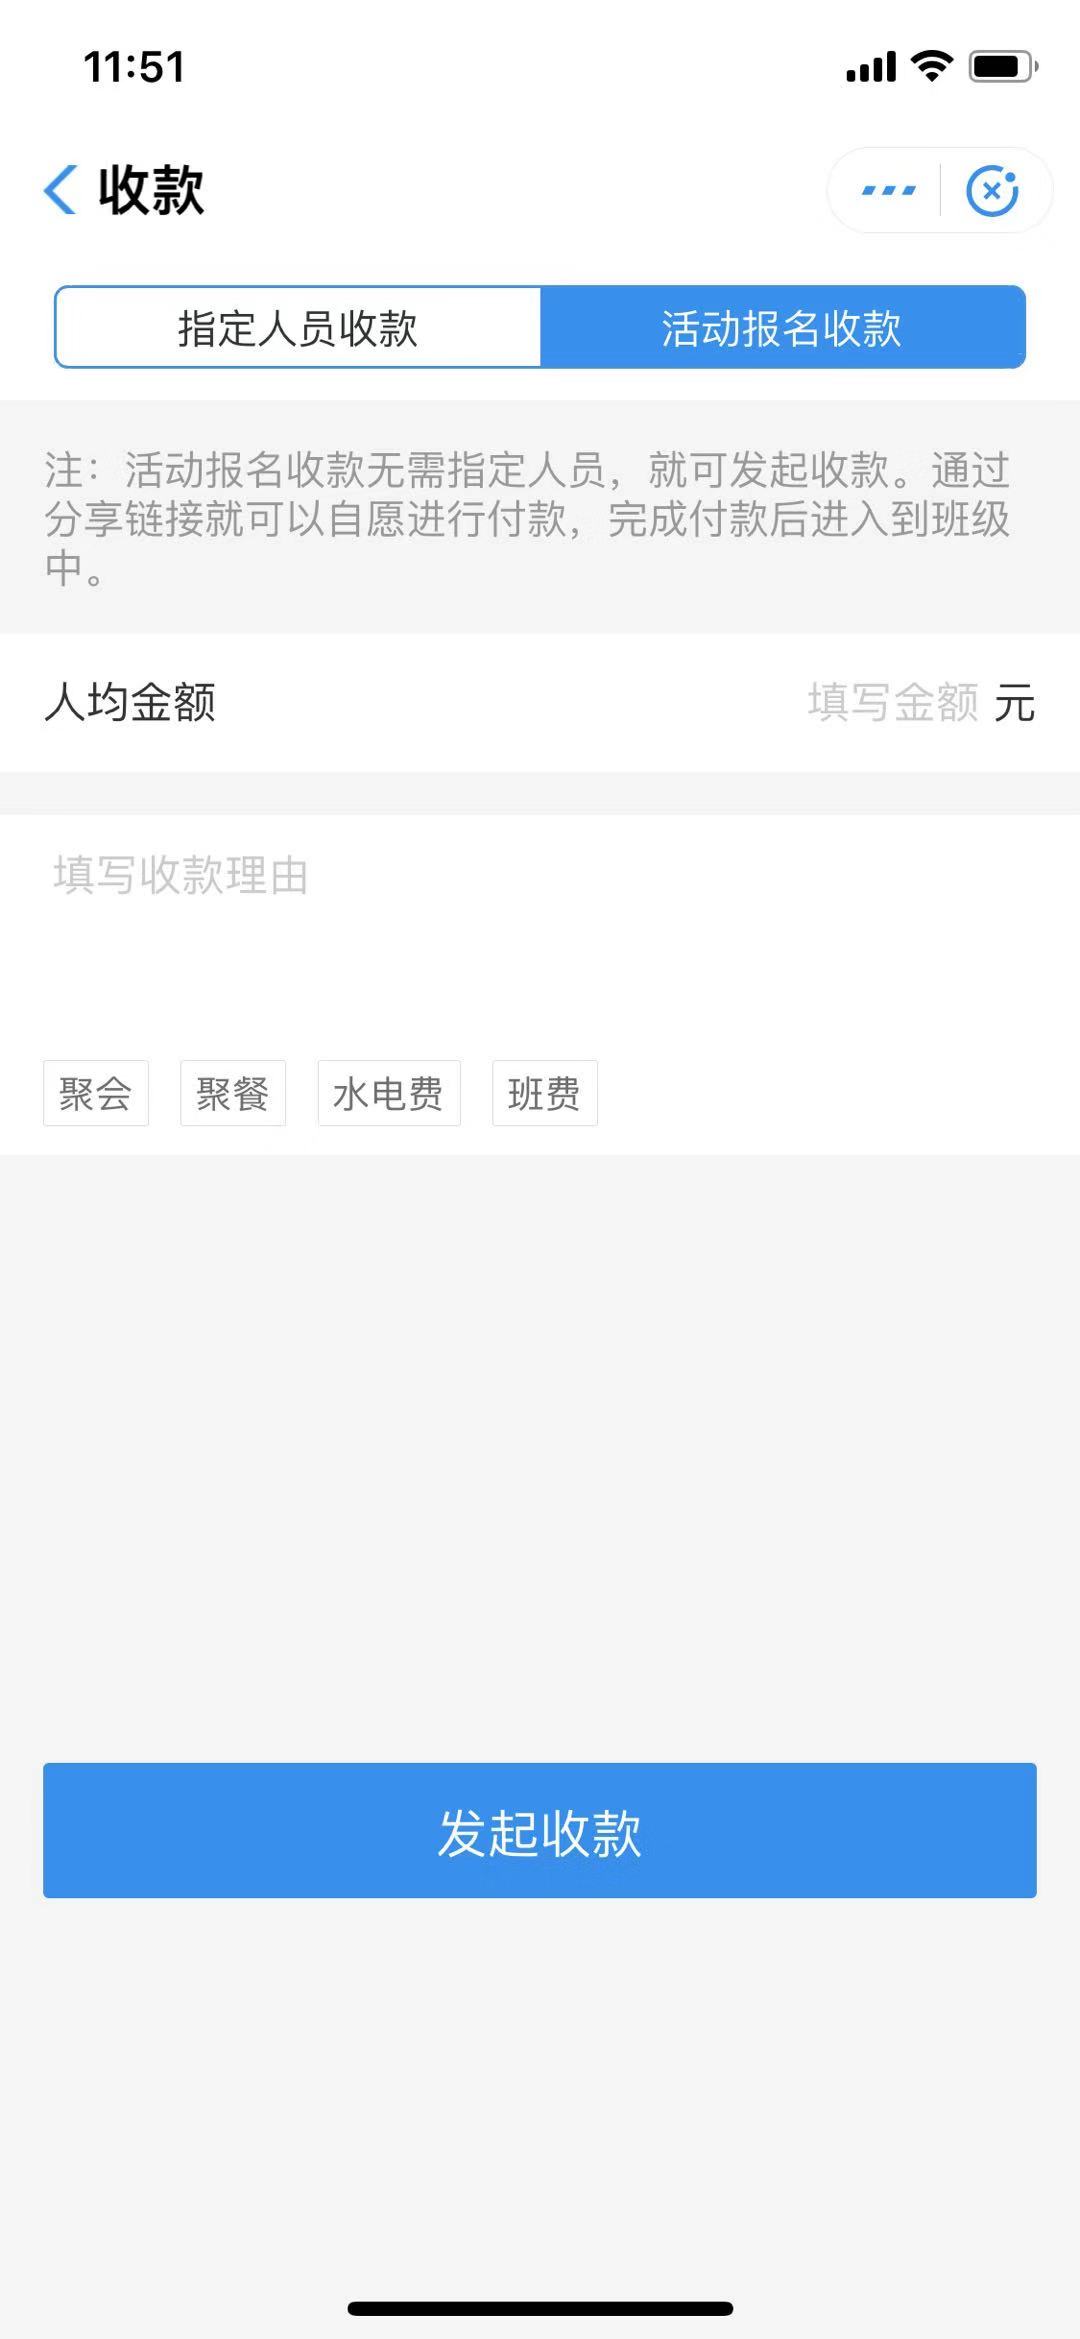 11:51
收款
指定人员收款
活动报名收款
注：活动报名收款无需指定人员，就可发起收款。通过
分享链接就可以自愿进行付款，完成付款后进入到班级
中。
人均金额 填写金额 元
填写收款理由
聚会 聚餐 水电费 班费
发起收款